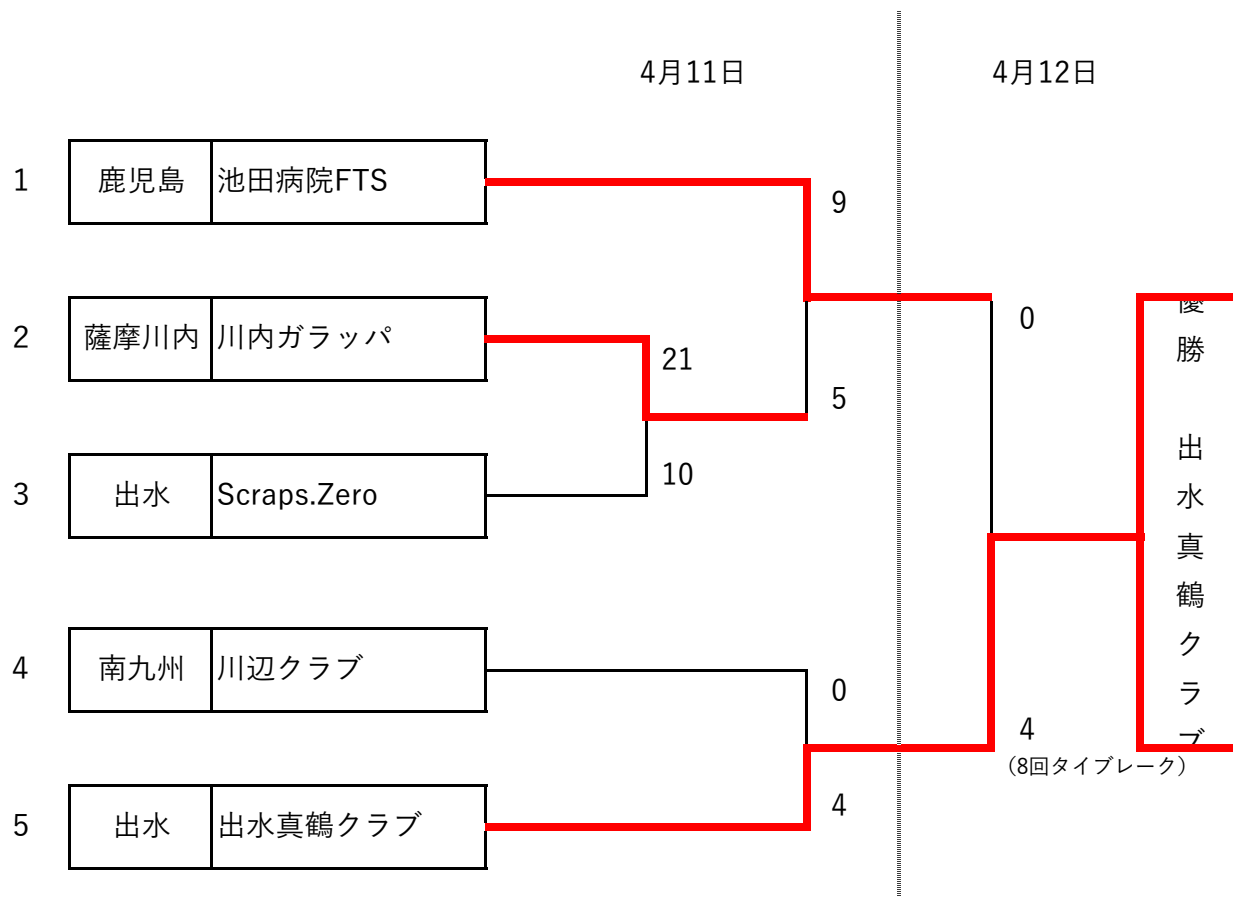 4月11日
4月12日
1 鹿児島 池田病院FTS
9
2 薩摩川内 川内ガラッパ
0
21
5
10
3 出水 Scraps.Zero
優勝 出水真鶴クラブ
4 南九州 川辺クラブ
0
4
(8回タイブレーク)
4
5 出水 出水真鶴クラブ